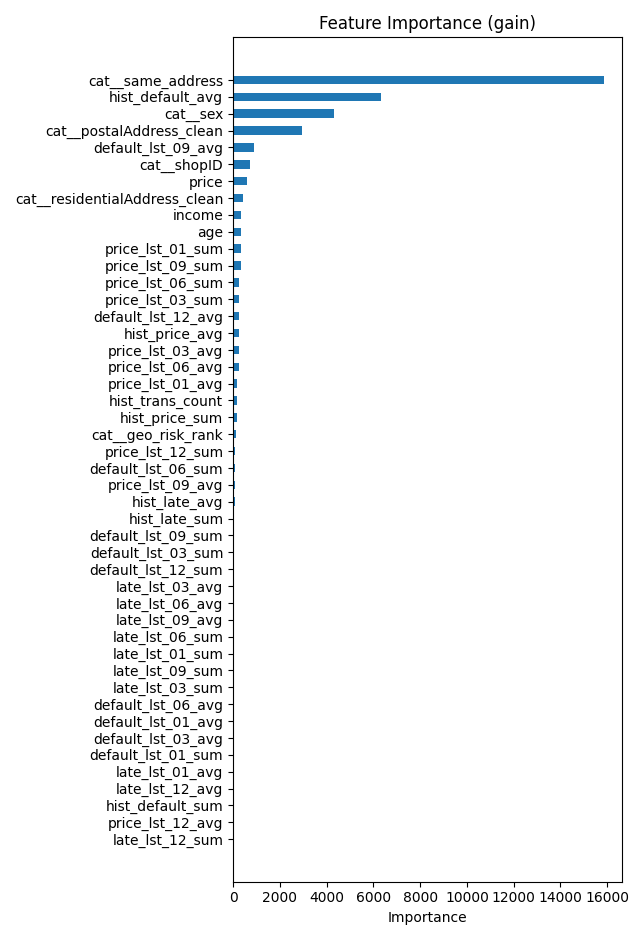 Feature Importance (gain)
cat__same_address
hist_default_avg
cat__sex
cat__postalAddress_clean
default_lst_09_avg
cat__shopID
price
cat__residentialAddress_clean
income
age
price_lst_01_sum
price_lst_09_sum
price_lst_06_sum
price_lst_03_sum
default_lst_12_avg
hist_price_avg
price_lst_03_avg
price_lst_06_avg
price_lst_01_avg
hist_trans_count
hist_price_sum
cat__geo_risk_rank
price_lst_12_sum
default_lst_06_sum
price_lst_09_avg
hist_late_avg
hist_late_sum
default_lst_09_sum
default_lst_03_sum
default_lst_12_sum
late_lst_03_avg
late_lst_06_avg
late_lst_09_avg
late_lst_06_sum
late_lst_01_sum
late_lst_09_sum
late_lst_03_sum
default_lst_06_avg
default_lst_01_avg
default_lst_03_avg
default_lst_01_sum
late_lst_01_avg
late_lst_12_avg
hist_default_sum
price_lst_12_avg
late_lst_12_sum
0 2000 4000 6000 8000 10000 12000 14000 16000
Importance